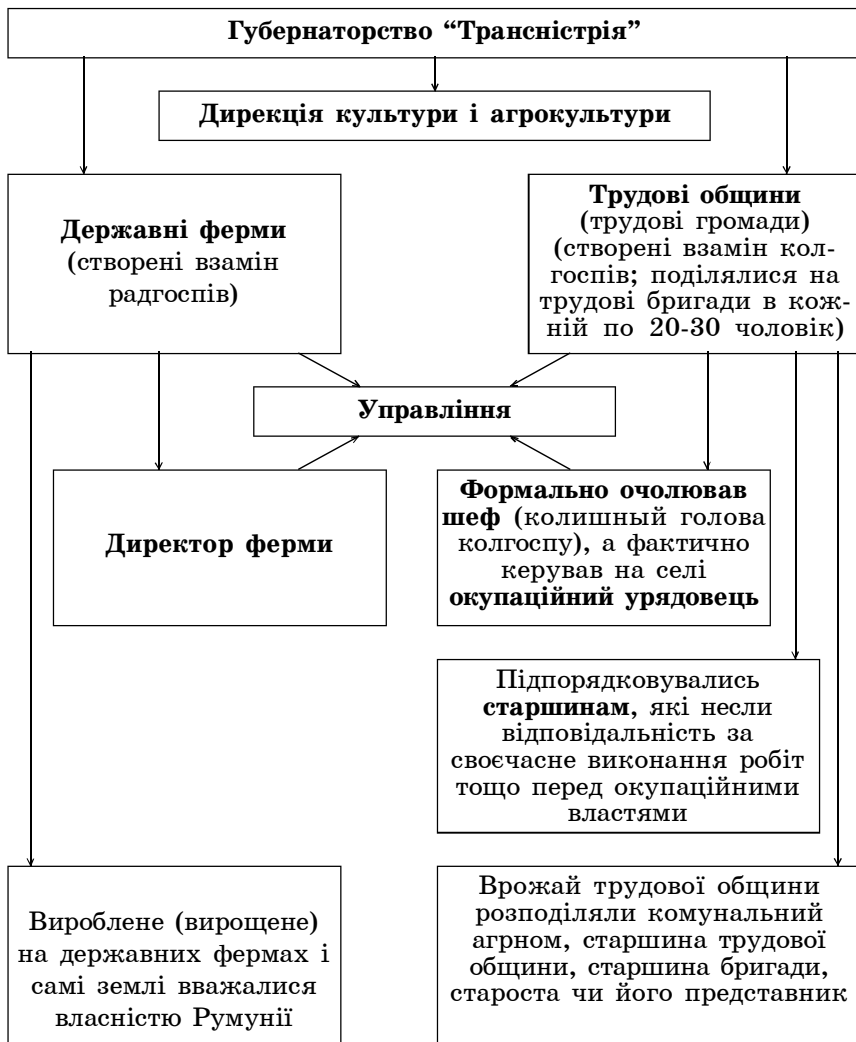 Губернаторство “Трансністрія”
Дирекція культури і агрокультури
Державні ферми
(створені взамін
радгоспів)
Трудові общини
(трудові громади)
(створені взамін кол-
госпів; поділялися на
трудові бригади в кож-
ній по 20-30 чоловік)
Управління
Директор ферми
Формально очолював
шеф (колишный голова
колгоспу), а фактично
керував на селі
окупаційний урядовець
Підпорядковувались
старшинам, які несли
відповідальність за
своєчасне виконання робіт
тощо перед окупаційними
властями
Вироблене (вирощене)
на державних фермах і
самі землі вважалися
власністю Румунії
Врожай трудової общини
розподіляли комунальний
агрном, старшина трудової
общини, старшина бригади,
староста чи його представник